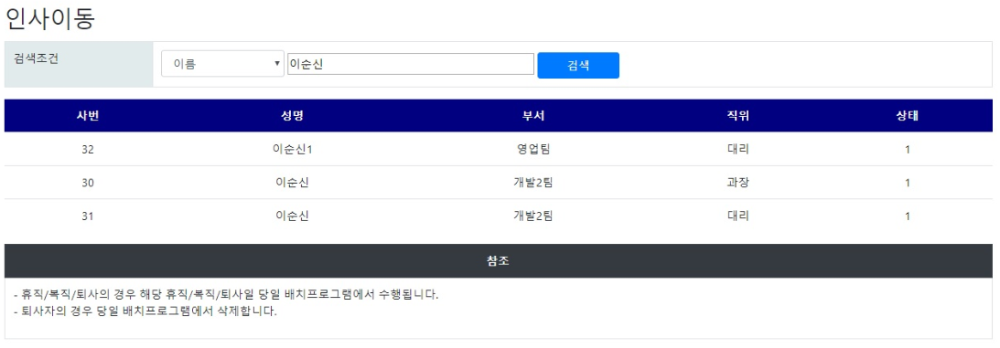 인사이동
검색조건 이름 이순신 검색
사번 성명 부서 직위 상태
32 이순신1 영업팀 대리 1
30 이순신 개발2팀 과장 1
31 이순신 개발2팀 대리 1
참조
- 휴직/복직/퇴사의 경우 해당 휴직/복직/퇴사일 당일 배치프로그램에서 수행됩니다.
- 퇴사자의 경우 당일 배치프로그램에서 삭제합니다.